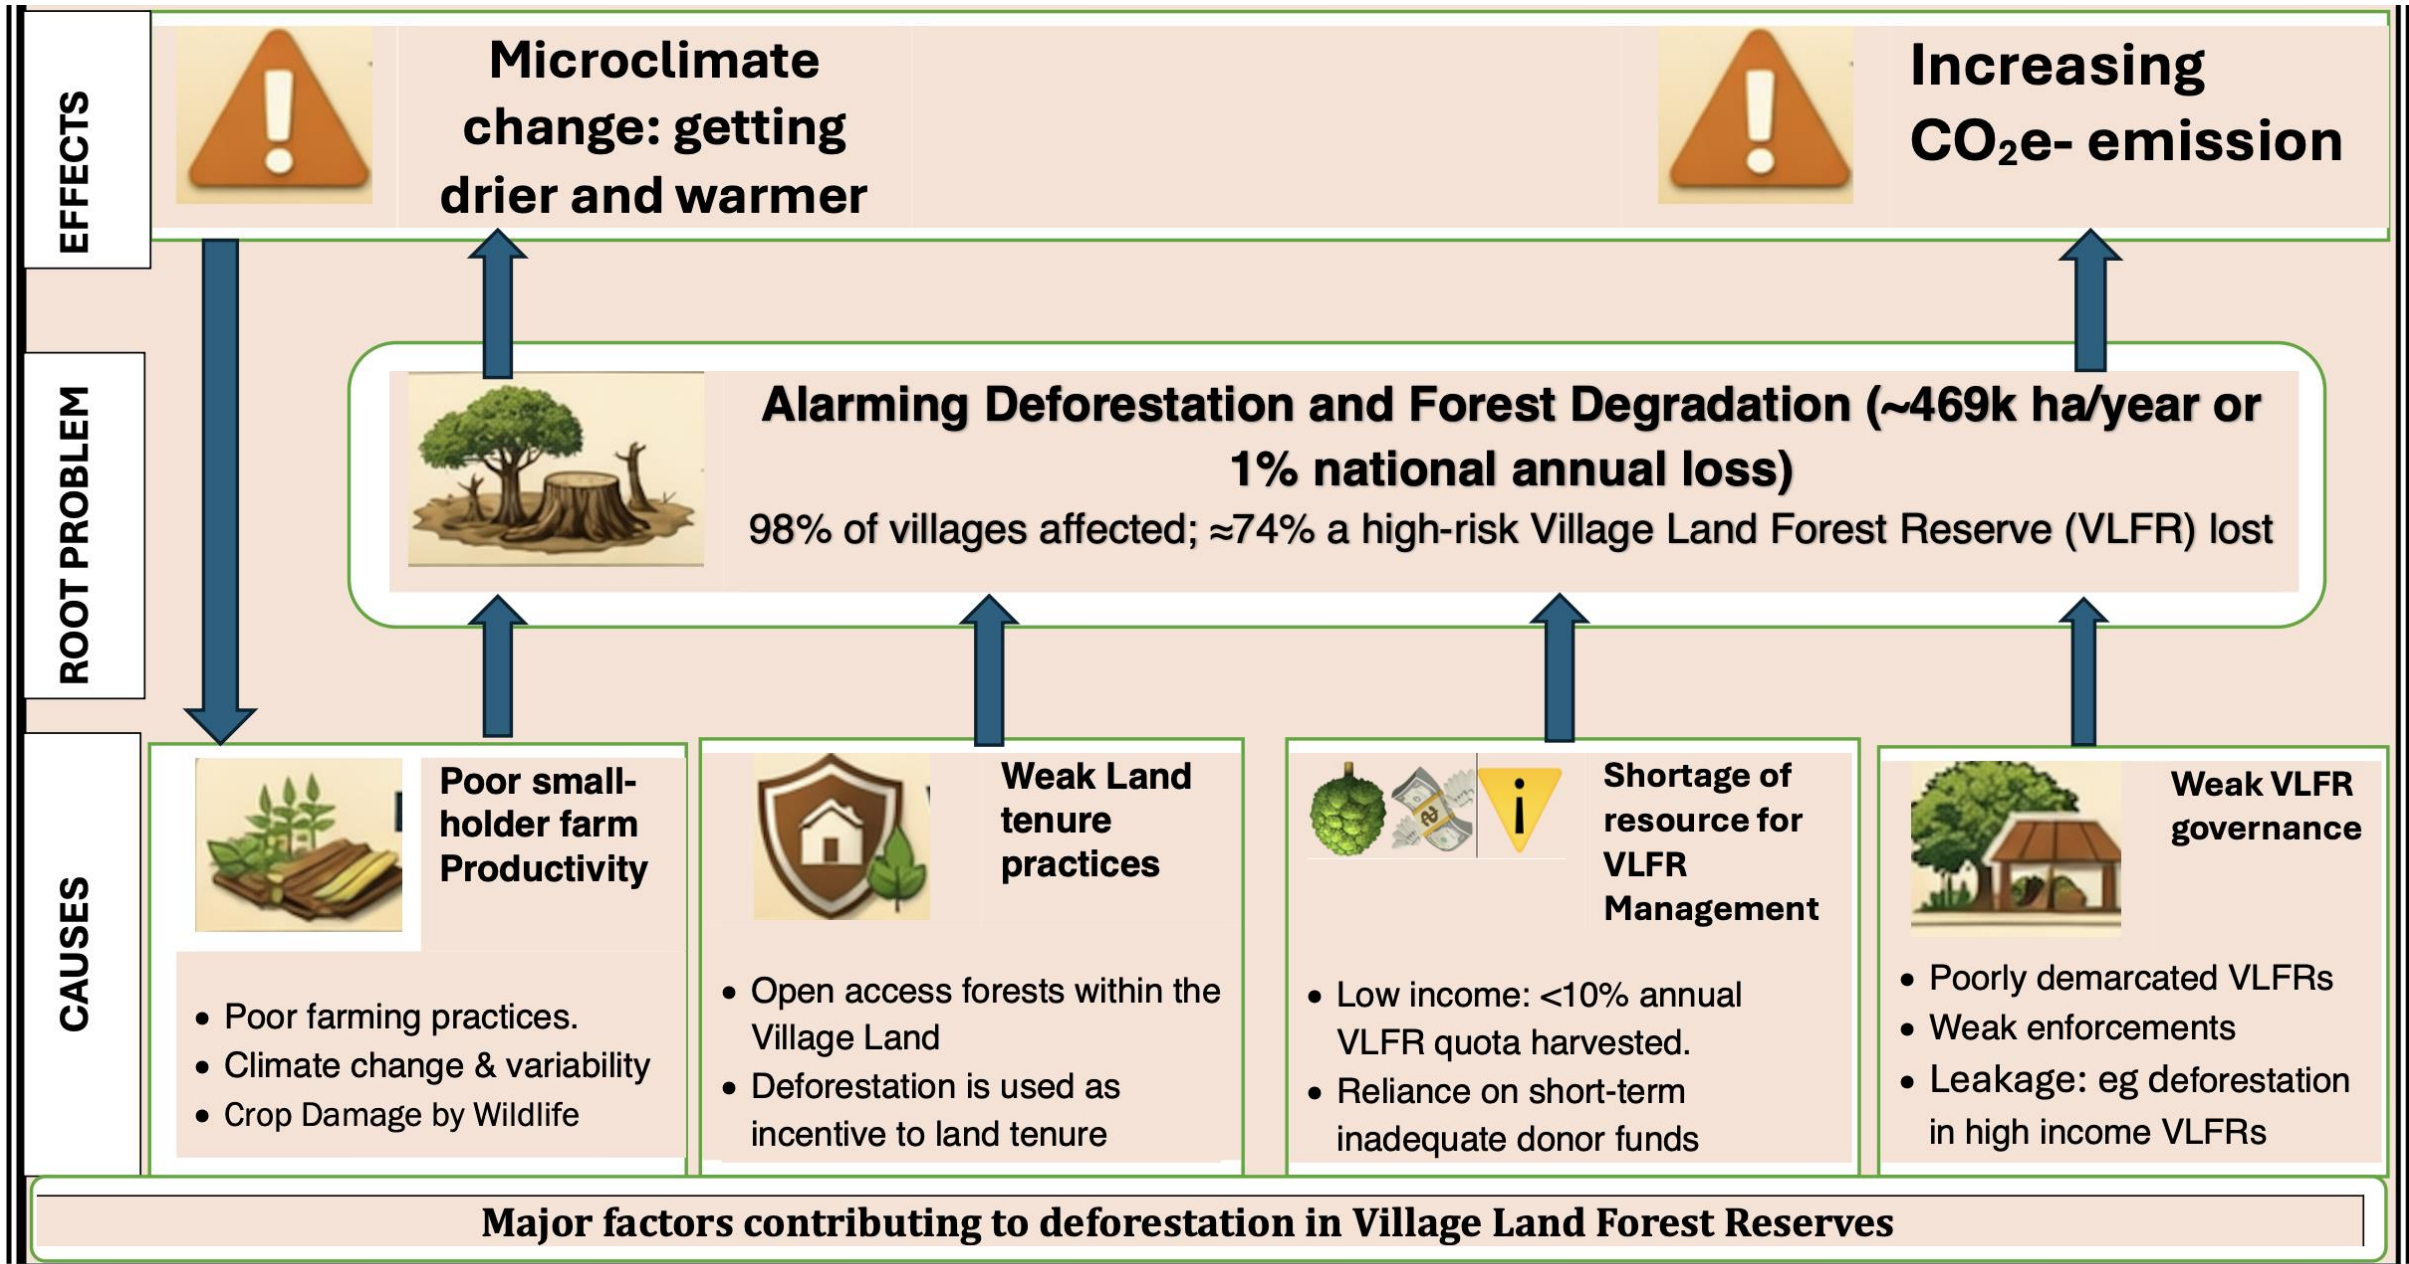 EFFECTS
Microclimate
change: getting
drier and warmer
Increasing
CO₂e- emission
ROOT PROBLEM
Alarming Deforestation and Forest Degradation (~469k ha/year or
1% national annual loss)
98% of villages affected; ≈74% a high-risk Village Land Forest Reserve (VLFR) lost
CAUSES
Poor small-
holder farm
Productivity
• Poor farming practices.
• Climate change & variability
• Crop Damage by Wildlife
Weak Land
tenure
practices
• Open access forests within the
Village Land
• Deforestation is used as
incentive to land tenure
Shortage of
resource for
VLFR
Management
• Low income: <10% annual
VLFR quota harvested.
• Reliance on short-term
inadequate donor funds
Weak VLFR
governance
• Poorly demarcated VLFRs
• Weak enforcements
• Leakage: eg deforestation
in high income VLFRs
Major factors contributing to deforestation in Village Land Forest Reserves